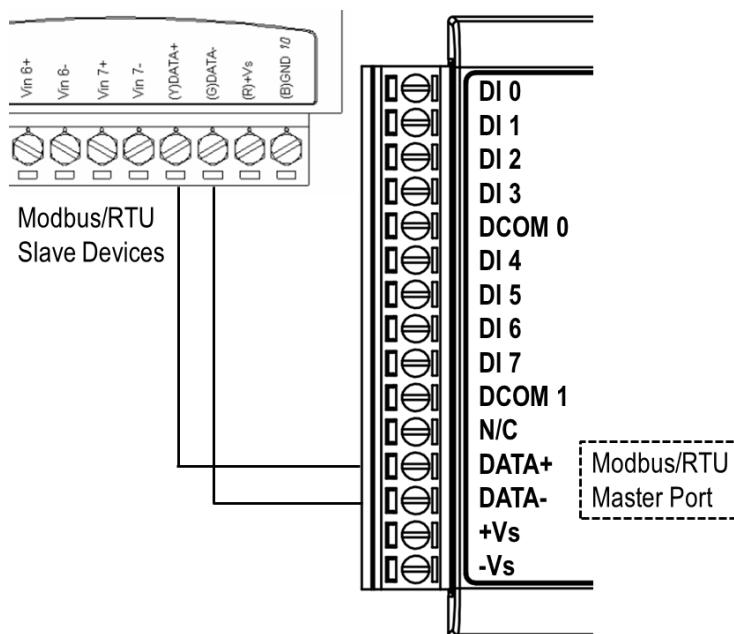 Vin 6+
Vin 6-
Vin 7+
Vin 7-
(Y)DATA+
(G)DATA-
(R)+Vs
(B)GND 10
Modbus/RTU
Slave Devices
DI 0
DI 1
DI 2
DI 3
DCOM 0
DI 4
DI 5
DI 6
DI 7
DCOM 1
N/C
DATA+
DATA-
+Vs
-Vs
Modbus/RTU
Master Port